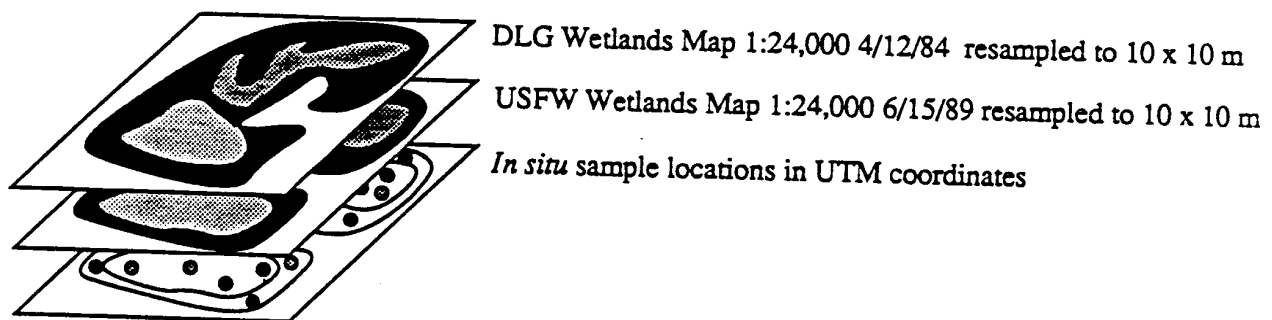 DLG Wetlands Map 1:24,000 4/12/84 resampled to 10 x 10 m
USFW Wetlands Map 1:24,000 6/15/89 resampled to 10 x 10 m
In situ sample locations in UTM coordinates